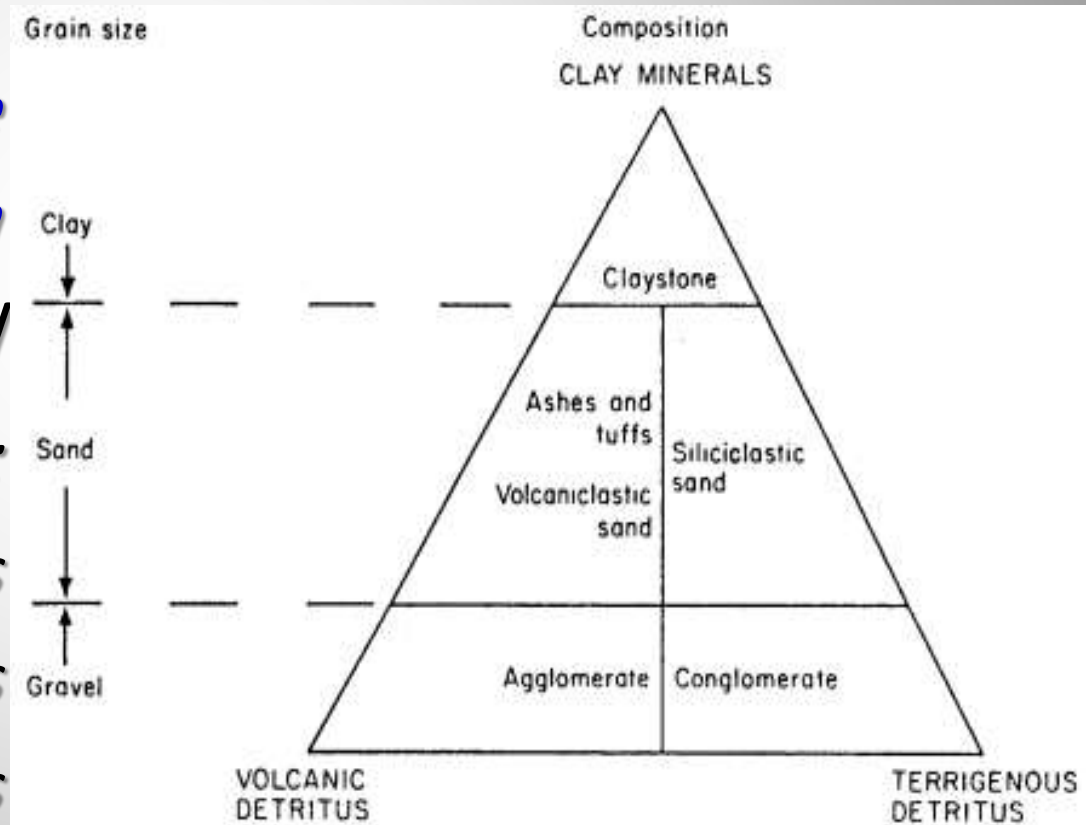 Grain size
Composition
CLAY MINERALS
Clay
Claystone
Ashes and
tuffs
Siliciclastic
sand
Sand
Volcaniclastic
sand
Agglomerate
Conglomerate
Gravel
VOLCANIC
DETRITUS
TERRIGENOUS
DETRITUS